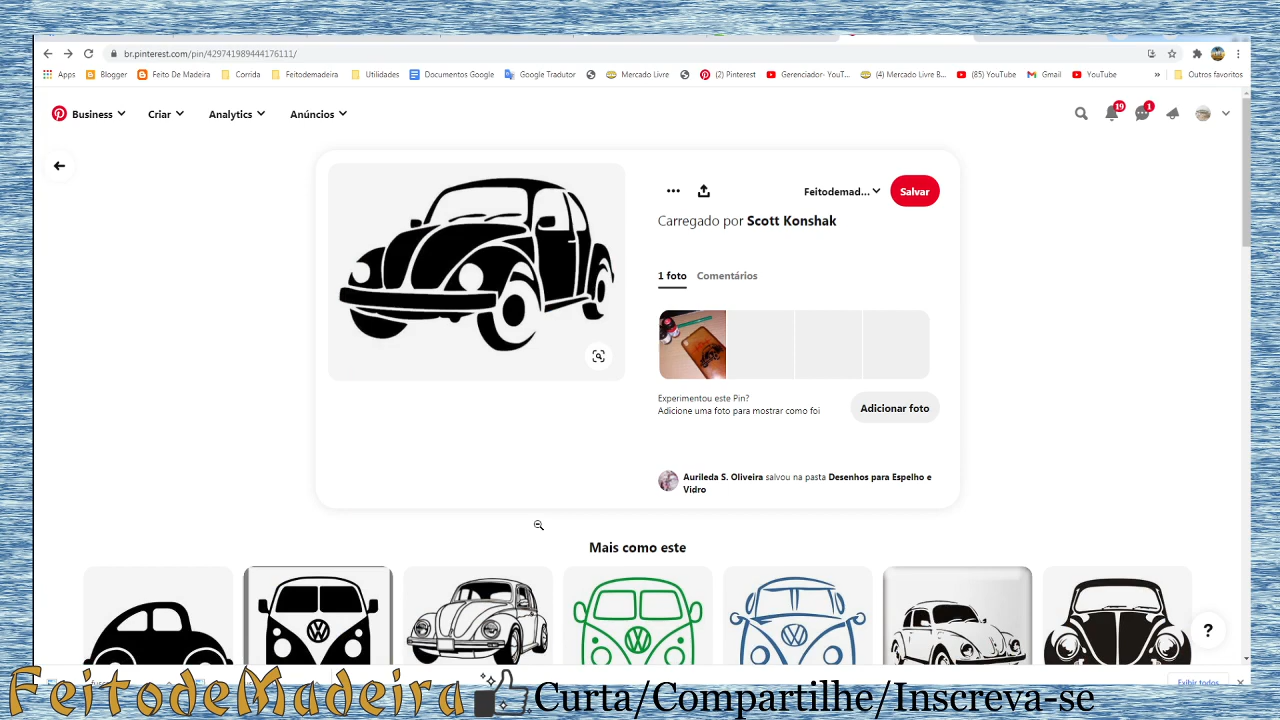 br.pinterest.com/pin/429741989444176111/
Apps Blogger Feito De Madeira Corrida Feitodemadeira Utilidades Documentos Google Google Tradutor Mercado Livre (2) Pinterest Gerenciador- YouT... (4) Mercado Livre B... (85) YouTube Gmail YouTube » Outros favoritos
Business Criar Analytics Anúncios 19 1
Feitodemad... Salvar
Carregado por Scott Konshak
1 foto Comentários
Experimentou este Pin?
Adicione uma foto para mostrar como foi
Adicionar foto
Aurileda S. Oliveira salvou na pasta Desenhos para Espelho e
Vidro
Mais como este
?
Exibir todos
FeitodeMadeira Curta/Compartilhe/Inscreva-se